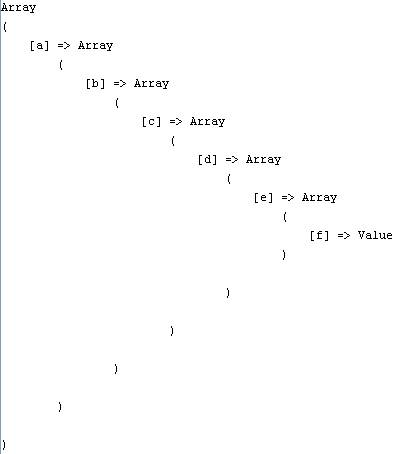 Array
(
    [a] => Array
        (
            [b] => Array
                (
                    [c] => Array
                        (
                            [d] => Array
                                (
                                    [e] => Array
                                        (
                                            [f] => Value
                                        )

                                )

                        )

                )

        )

)